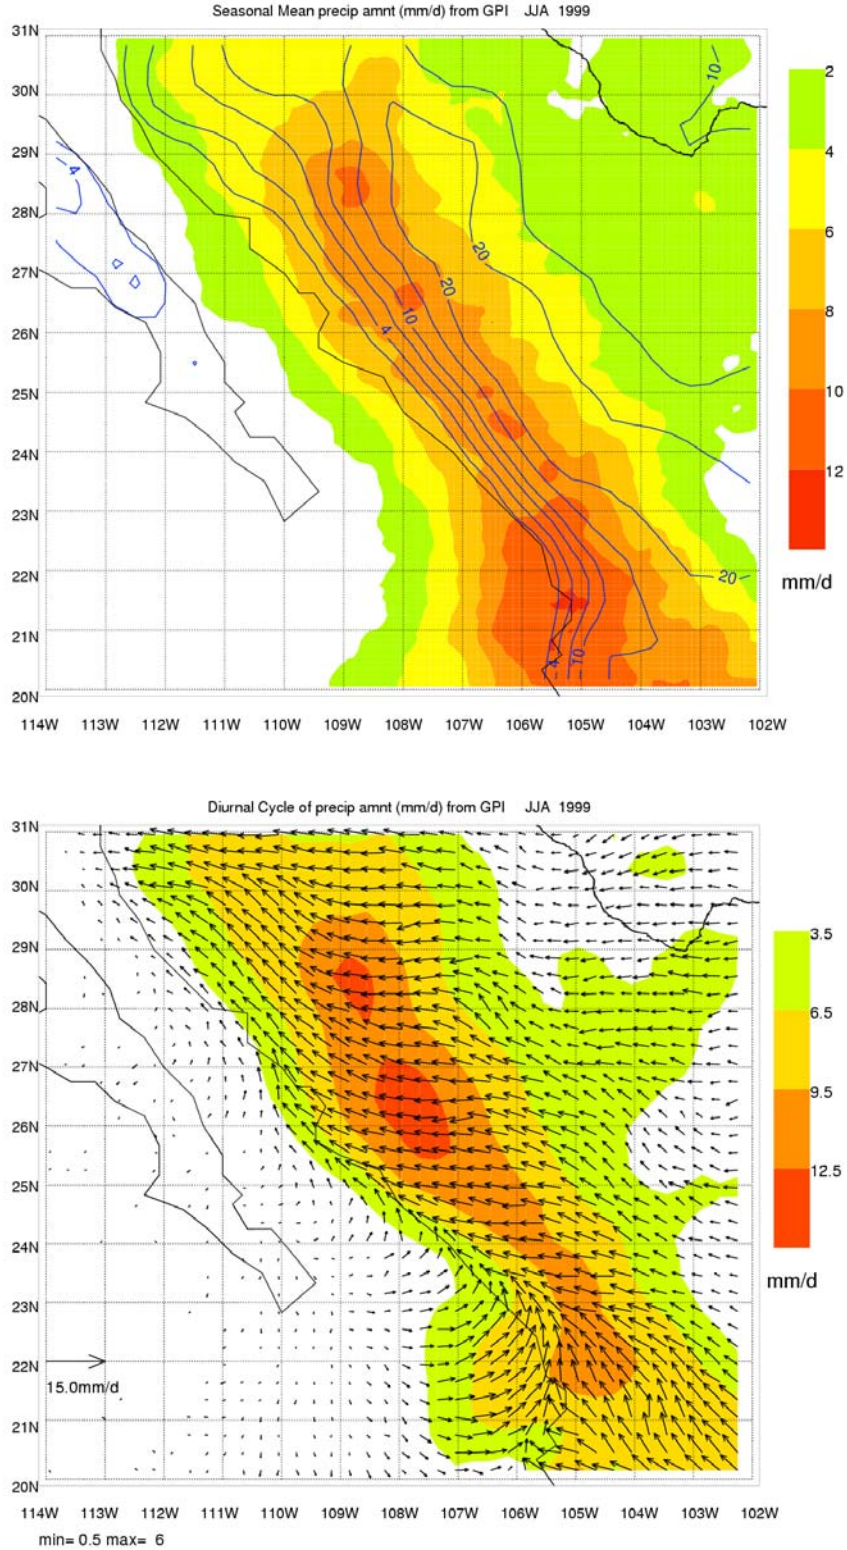 Seasonal Mean precip amnt (mm/d) from GPI JJA 1999
31N
30N
29N
28N
27N
26N
25N
24N
23N
22N
21N
20N
114W 113W 112W 111W 110W 109W 108W 107W 106W 105W 104W 103W 102W
10
4
20
20
10
4
20
4
10
2
4
6
8
10
12
mm/d
Diurnal Cycle of precip amnt (mm/d) from GPI JJA 1999
31N
30N
29N
28N
27N
26N
25N
24N
23N
22N
21N
20N
15.0mm/d
114W 113W 112W 111W 110W 109W 108W 107W 106W 105W 104W 103W 102W
min= 0.5 max= 6
3.5
6.5
9.5
12.5
mm/d